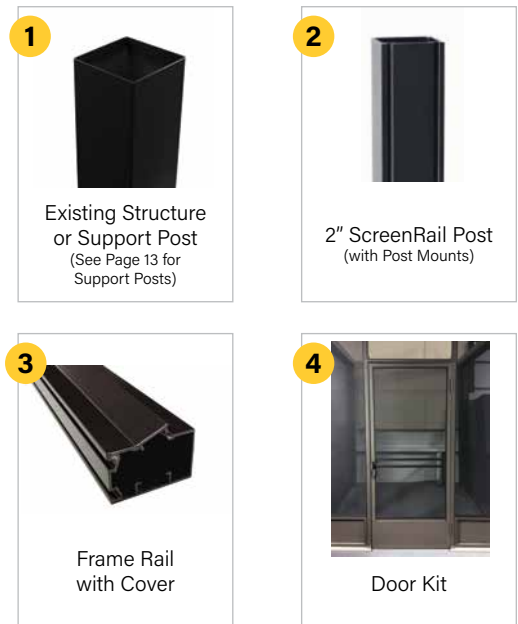 1
Existing Structure
or Support Post
(See Page 13 for
Support Posts)
2
2" ScreenRail Post
(with Post Mounts)
3
Frame Rail
with Cover
4
Door Kit